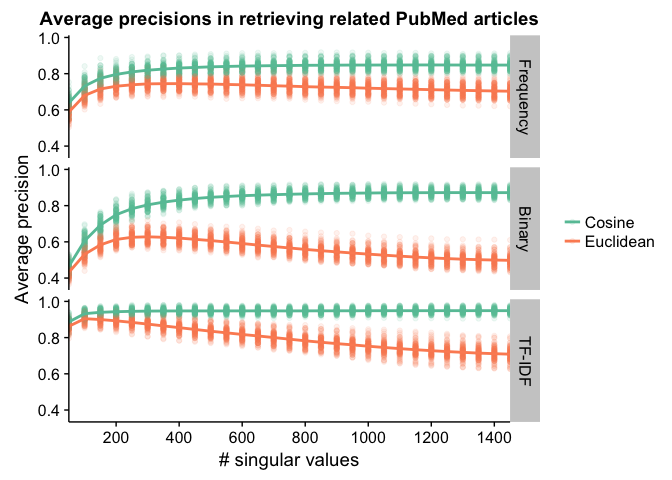 Average precisions in retrieving related PubMed articles
Average precision
1.0
0.8
0.6
0.4
Frequency
1.0
0.8
0.6
0.4
Binary
1.0
0.8
0.6
0.4
TF-IDF
200 400 600 800 1000 1200 1400
# singular values
Cosine
Euclidean